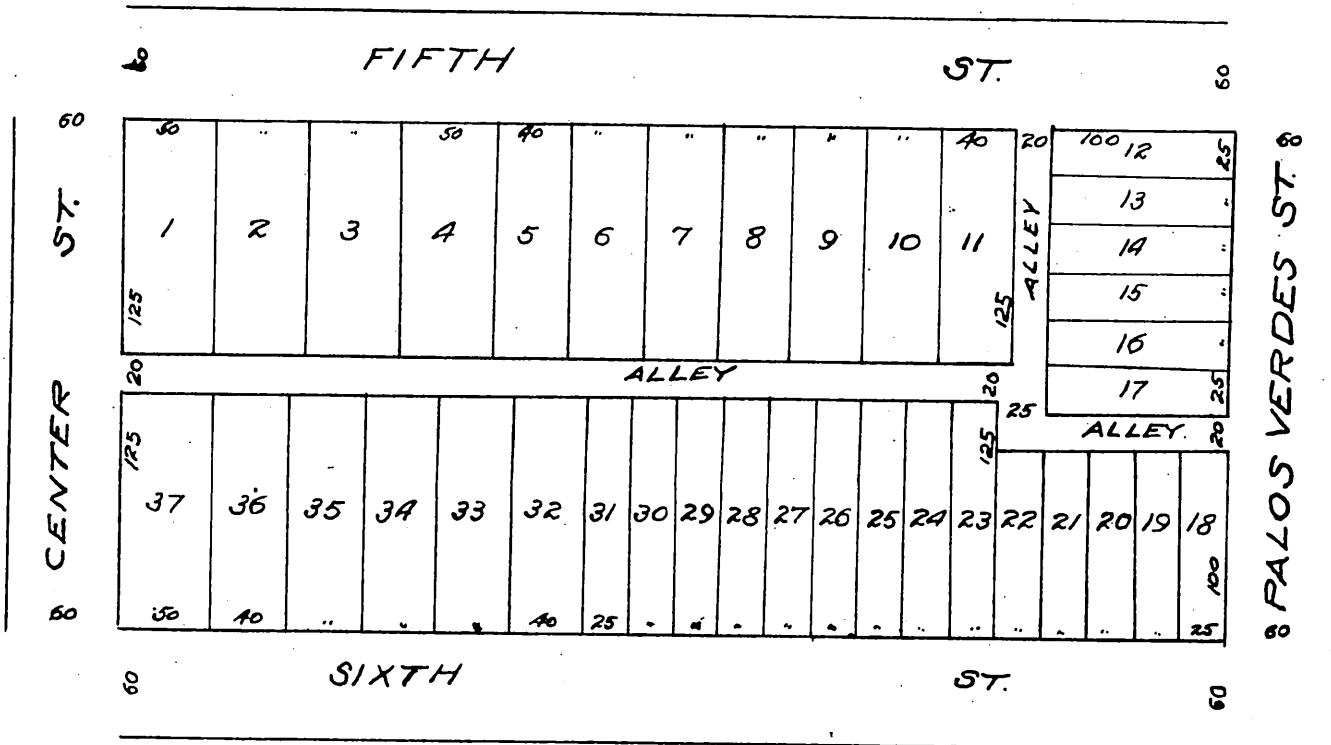 60 FIFTH ST. 60
60 50 " " 50 40 " " " " " 40 20 100 12 25 60
1 2 3 4 5 6 7 8 9 10 11
13 "
14 "
15 "
16 "
17 25
125 125
ALLEY
CENTER ST.
PALOS VERDES ST.
20 ALLEY 20 25
ALLEY. 20
125 125
37 36 35 34 33 32 31 30 29 28 27 26 25 24 23 22 21 20 19 18
100
60 50 40 " " " 40 25 " " " " " " " " " " " " 25 60
60 SIXTH ST. 60